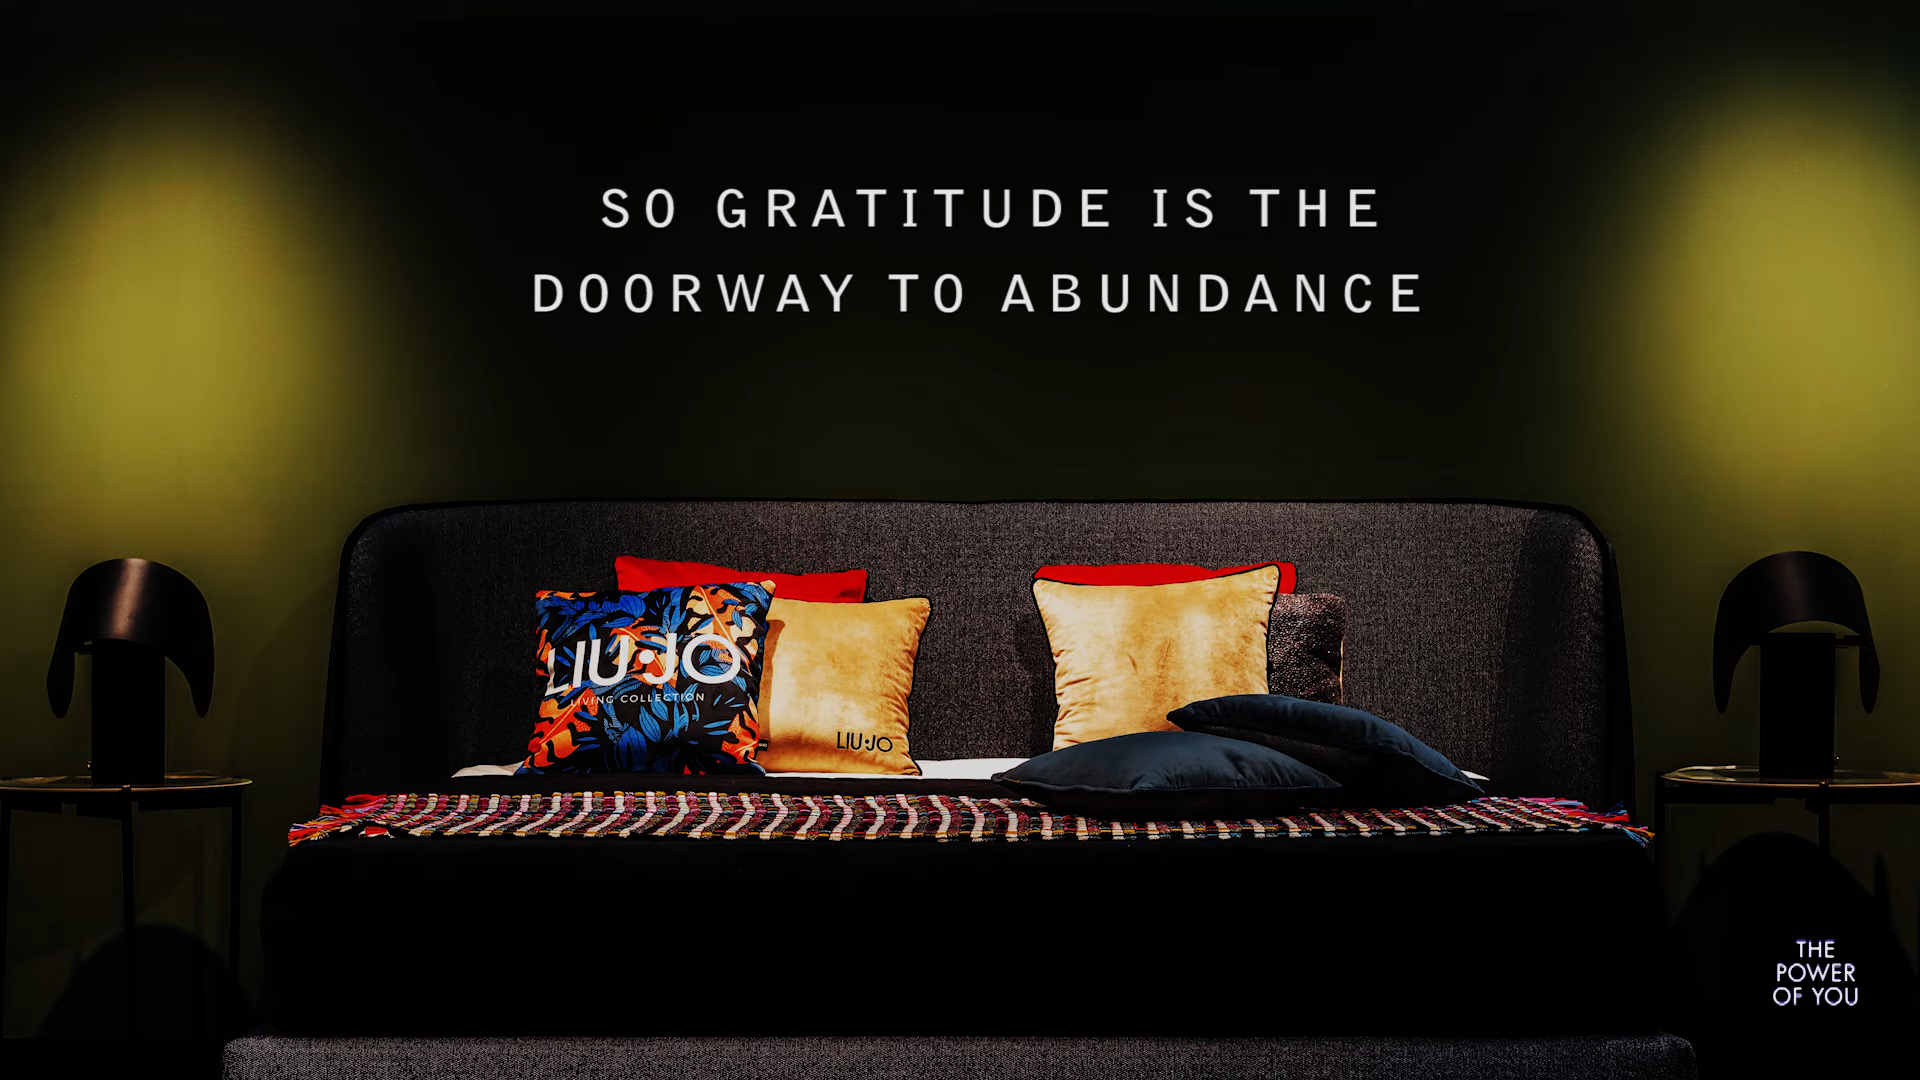 SO GRATITUDE IS THE
DOORWAY TO ABUNDANCE
LIU·JO
LIVING COLLECTION
LIU·JO
THE
POWER
OF YOU